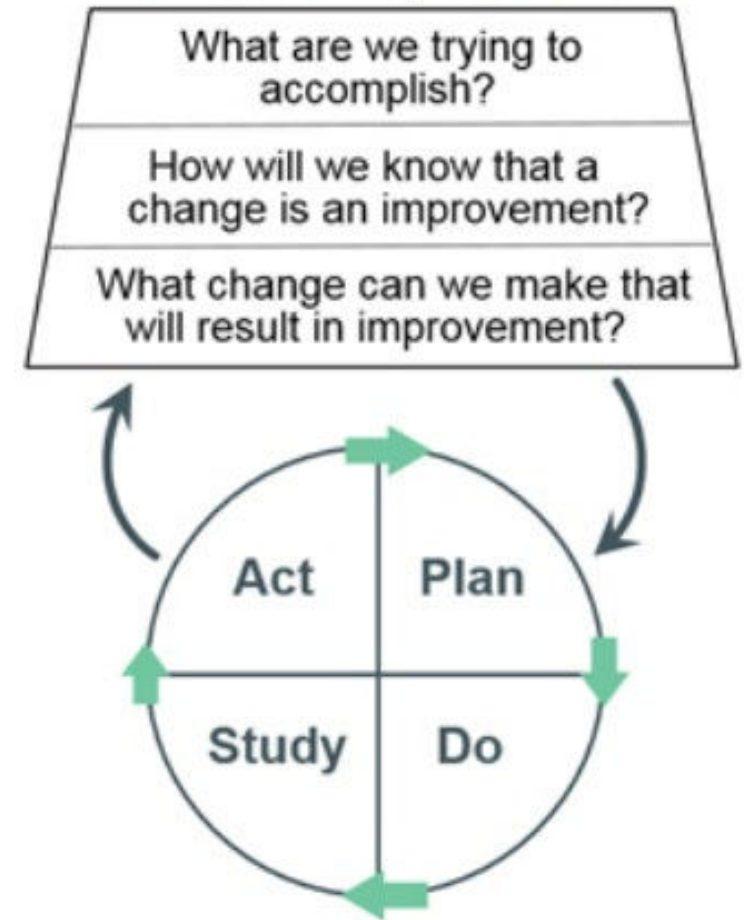 What are we trying to
accomplish?
How will we know that a
change is an improvement?
What change can we make that
will result in improvement?
Act
Plan
Study
Do